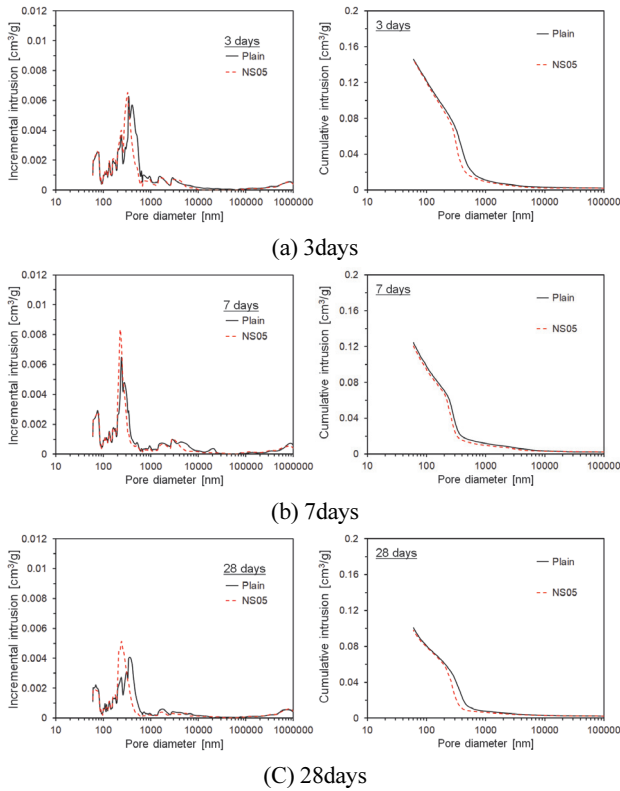 0.012
0.01
0.008
0.006
0.004
0.002
0
Incremental intrusion [cm³/g]
3 days
Plain
NS05
10 100 1000 10000 100000 1000000
Pore diameter [nm]
0.2
0.16
0.12
0.08
0.04
0
Cumulative intrusion [cm³/g]
3 days
Plain
NS05
10 100 1000 10000 100000
Pore diameter [nm]
(a) 3days
0.012
0.01
0.008
0.006
0.004
0.002
0
Incremental intrusion [cm³/g]
7 days
Plain
NS05
10 100 1000 10000 100000 1000000
Pore diameter [nm]
0.2
0.16
0.12
0.08
0.04
0
Cumulative intrusion [cm³/g]
7 days
Plain
NS05
10 100 1000 10000 100000
Pore diameter [nm]
(b) 7days
0.012
0.01
0.008
0.006
0.004
0.002
0
Incremental intrusion [cm³/g]
28 days
Plain
NS05
10 100 1000 10000 100000 1000000
Pore diameter [nm]
0.2
0.16
0.12
0.08
0.04
0
Cumulative intrusion [cm³/g]
28 days
Plain
NS05
10 100 1000 10000 100000
Pore diameter [nm]
(C) 28days